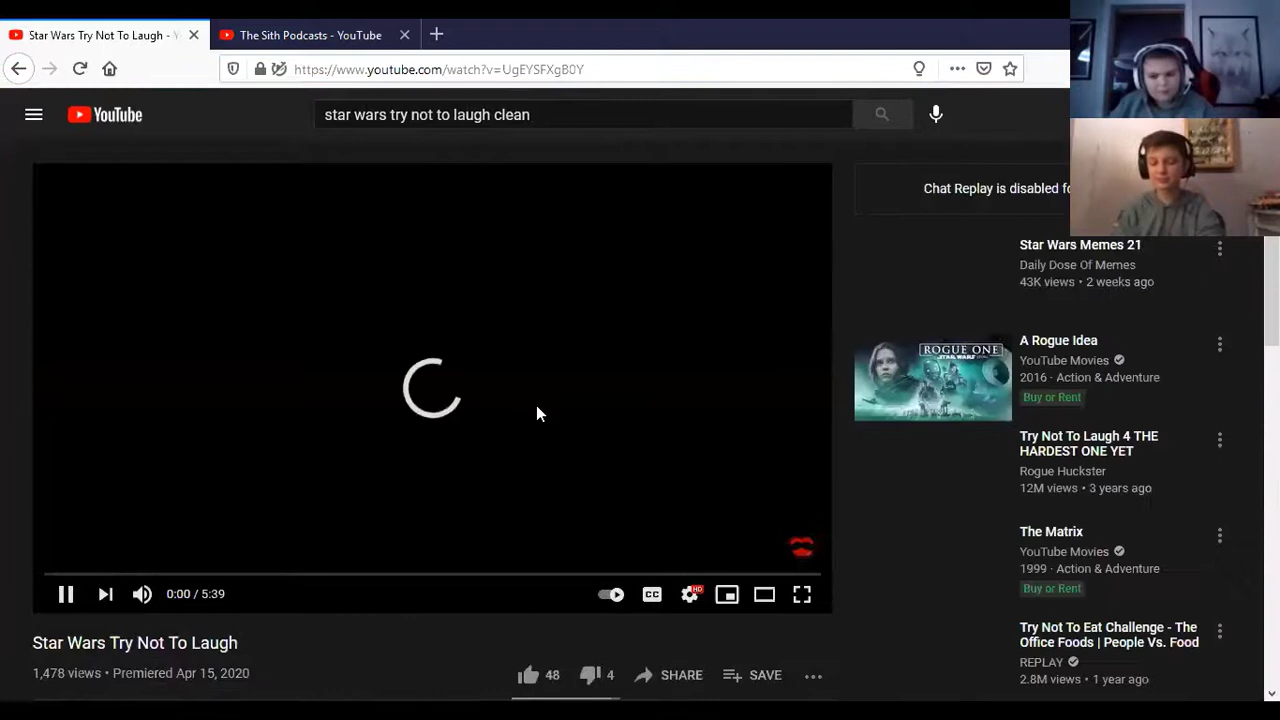 Star Wars Try Not To Laugh - Y
The Sith Podcasts - YouTube
https://www.youtube.com/watch?v=UgEYSFXgB0Y
YouTube
star wars try not to laugh clean
Chat Replay is disabled fo
Star Wars Memes 21
Daily Dose Of Memes
43K views • 2 weeks ago
ROGUE ONE
STAR WARS
A Rogue Idea
YouTube Movies
2016 · Action & Adventure
Buy or Rent
Try Not To Laugh 4 THE
HARDEST ONE YET
Rogue Huckster
12M views • 3 years ago
The Matrix
YouTube Movies
1999 · Action & Adventure
Buy or Rent
Try Not To Eat Challenge - The
Office Foods | People Vs. Food
REPLAY
2.8M views • 1 year ago
0:00 / 5:39
CC
HD
Star Wars Try Not To Laugh
1,478 views • Premiered Apr 15, 2020
48
4
SHARE
SAVE